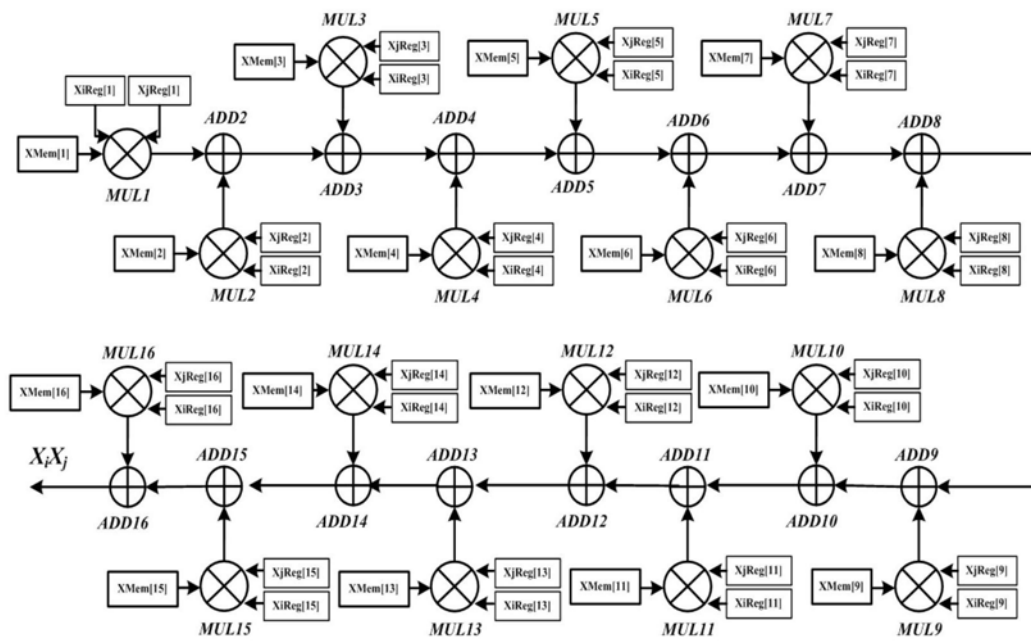 MUL3
MUL5
MUL7
XMem[3]
XjReg[3]
XiReg[3]
XMem[5]
XjReg[5]
XiReg[5]
XMem[7]
XjReg[7]
XiReg[7]
XiReg[1]
XjReg[1]
XMem[1]
MUL1
ADD2
ADD3
ADD4
ADD5
ADD6
ADD7
ADD8
XMem[2]
XjReg[2]
XiReg[2]
MUL2
XMem[4]
XjReg[4]
XiReg[4]
MUL4
XMem[6]
XjReg[6]
XiReg[6]
MUL6
XMem[8]
XjReg[8]
XiReg[8]
MUL8
MUL16
XMem[16]
XjReg[16]
XiReg[16]
MUL14
XMem[14]
XjReg[14]
XiReg[14]
MUL12
XMem[12]
XjReg[12]
XiReg[12]
MUL10
XMem[10]
XjReg[10]
XiReg[10]
XiXj
ADD16
ADD15
ADD14
ADD13
ADD12
ADD11
ADD10
ADD9
XMem[15]
XjReg[15]
XiReg[15]
MUL15
XMem[13]
XjReg[13]
XiReg[13]
MUL13
XMem[11]
XjReg[11]
XiReg[11]
MUL11
XMem[9]
XjReg[9]
XiReg[9]
MUL9